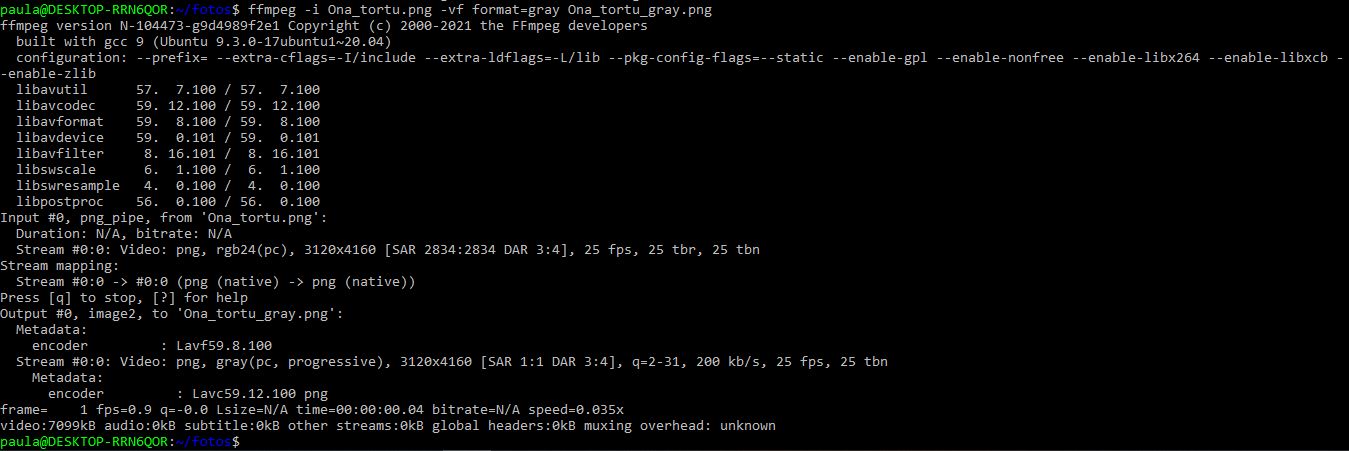 paula@DESKTOP-RRN6QOR:~/fotos$ ffmpeg -i Ona_tortu.png -vf format=gray Ona_tortu_gray.png
ffmpeg version N-104473-g9d4989f2e1 Copyright (c) 2000-2021 the FFmpeg developers
  built with gcc 9 (Ubuntu 9.3.0-17ubuntu1~20.04)
  configuration: --prefix= --extra-cflags=-I/include --extra-ldflags=-L/lib --pkg-config-flags=--static --enable-gpl --enable-nonfree --enable-libx264 --enable-libxcb -
-enable-zlib
  libavutil      57.  7.100 / 57.  7.100
  libavcodec     59. 12.100 / 59. 12.100
  libavformat    59.  8.100 / 59.  8.100
  libavdevice    59.  0.101 / 59.  0.101
  libavfilter     8. 16.101 /  8. 16.101
  libswscale      6.  1.100 /  6.  1.100
  libswresample   4.  0.100 /  4.  0.100
  libpostproc    56.  0.100 / 56.  0.100
Input #0, png_pipe, from 'Ona_tortu.png':
  Duration: N/A, bitrate: N/A
  Stream #0:0: Video: png, rgb24(pc), 3120x4160 [SAR 2834:2834 DAR 3:4], 25 fps, 25 tbr, 25 tbn
Stream mapping:
  Stream #0:0 -> #0:0 (png (native) -> png (native))
Press [q] to stop, [?] for help
Output #0, image2, to 'Ona_tortu_gray.png':
  Metadata:
    encoder         : Lavf59.8.100
  Stream #0:0: Video: png, gray(pc, progressive), 3120x4160 [SAR 1:1 DAR 3:4], q=2-31, 200 kb/s, 25 fps, 25 tbn
    Metadata:
      encoder         : Lavc59.12.100 png
frame=    1 fps=0.9 q=-0.0 Lsize=N/A time=00:00:00.04 bitrate=N/A speed=0.035x
video:7099kB audio:0kB subtitle:0kB other streams:0kB global headers:0kB muxing overhead: unknown
paula@DESKTOP-RRN6QOR:~/fotos$